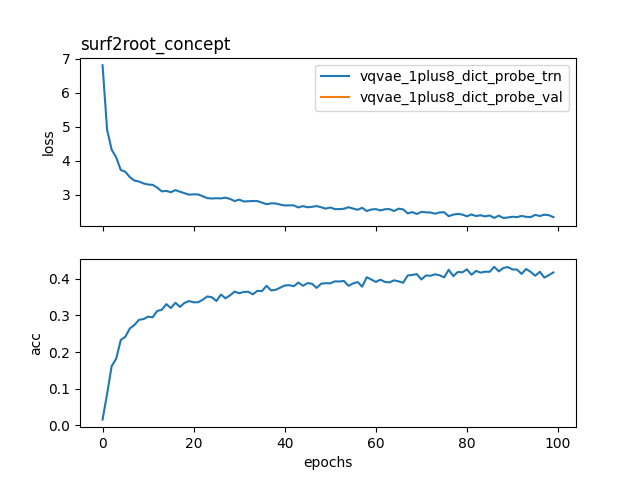 surf2root_concept
7
6
5
4
3
loss
vqvae_1plus8_dict_probe_trn
vqvae_1plus8_dict_probe_val
0.4
0.3
0.2
0.1
0.0
acc
0 20 40 60 80 100
epochs